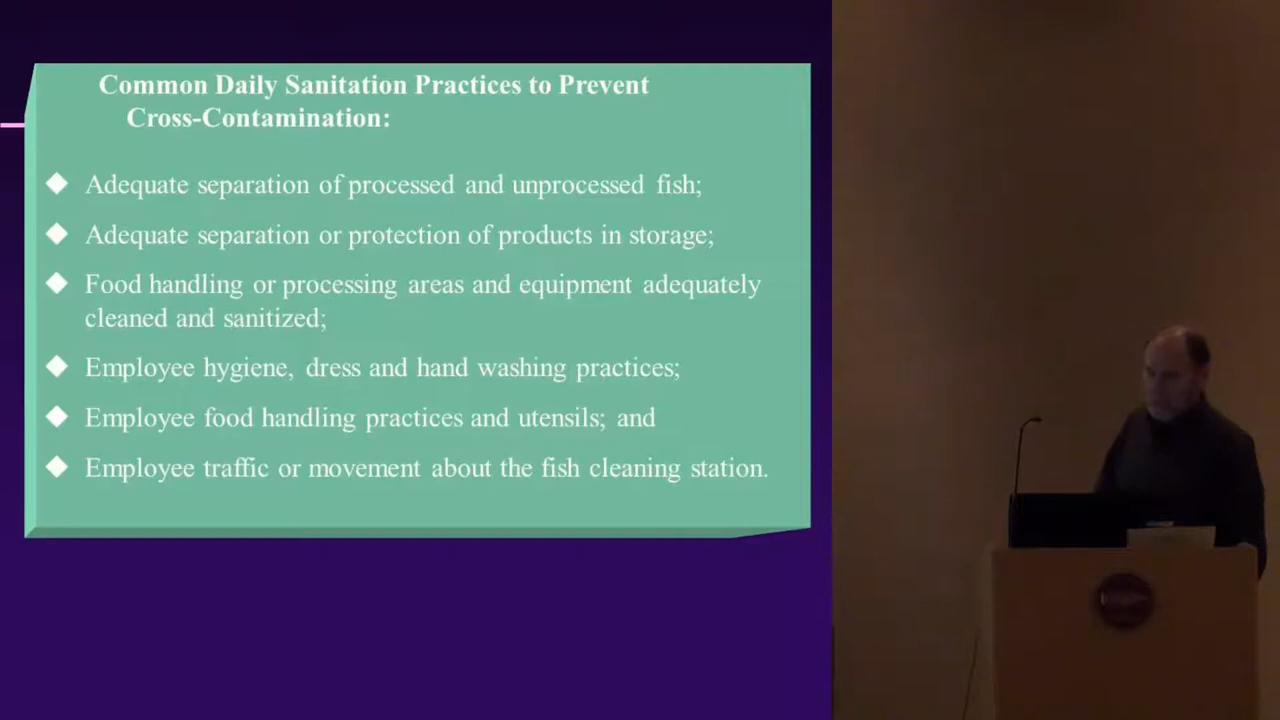 Common Daily Sanitation Practices to Prevent
Cross-Contamination:
Adequate separation of processed and unprocessed fish;
Adequate separation or protection of products in storage;
Food handling or processing areas and equipment adequately
cleaned and sanitized;
Employee hygiene, dress and hand washing practices;
Employee food handling practices and utensils; and
Employee traffic or movement about the fish cleaning station.